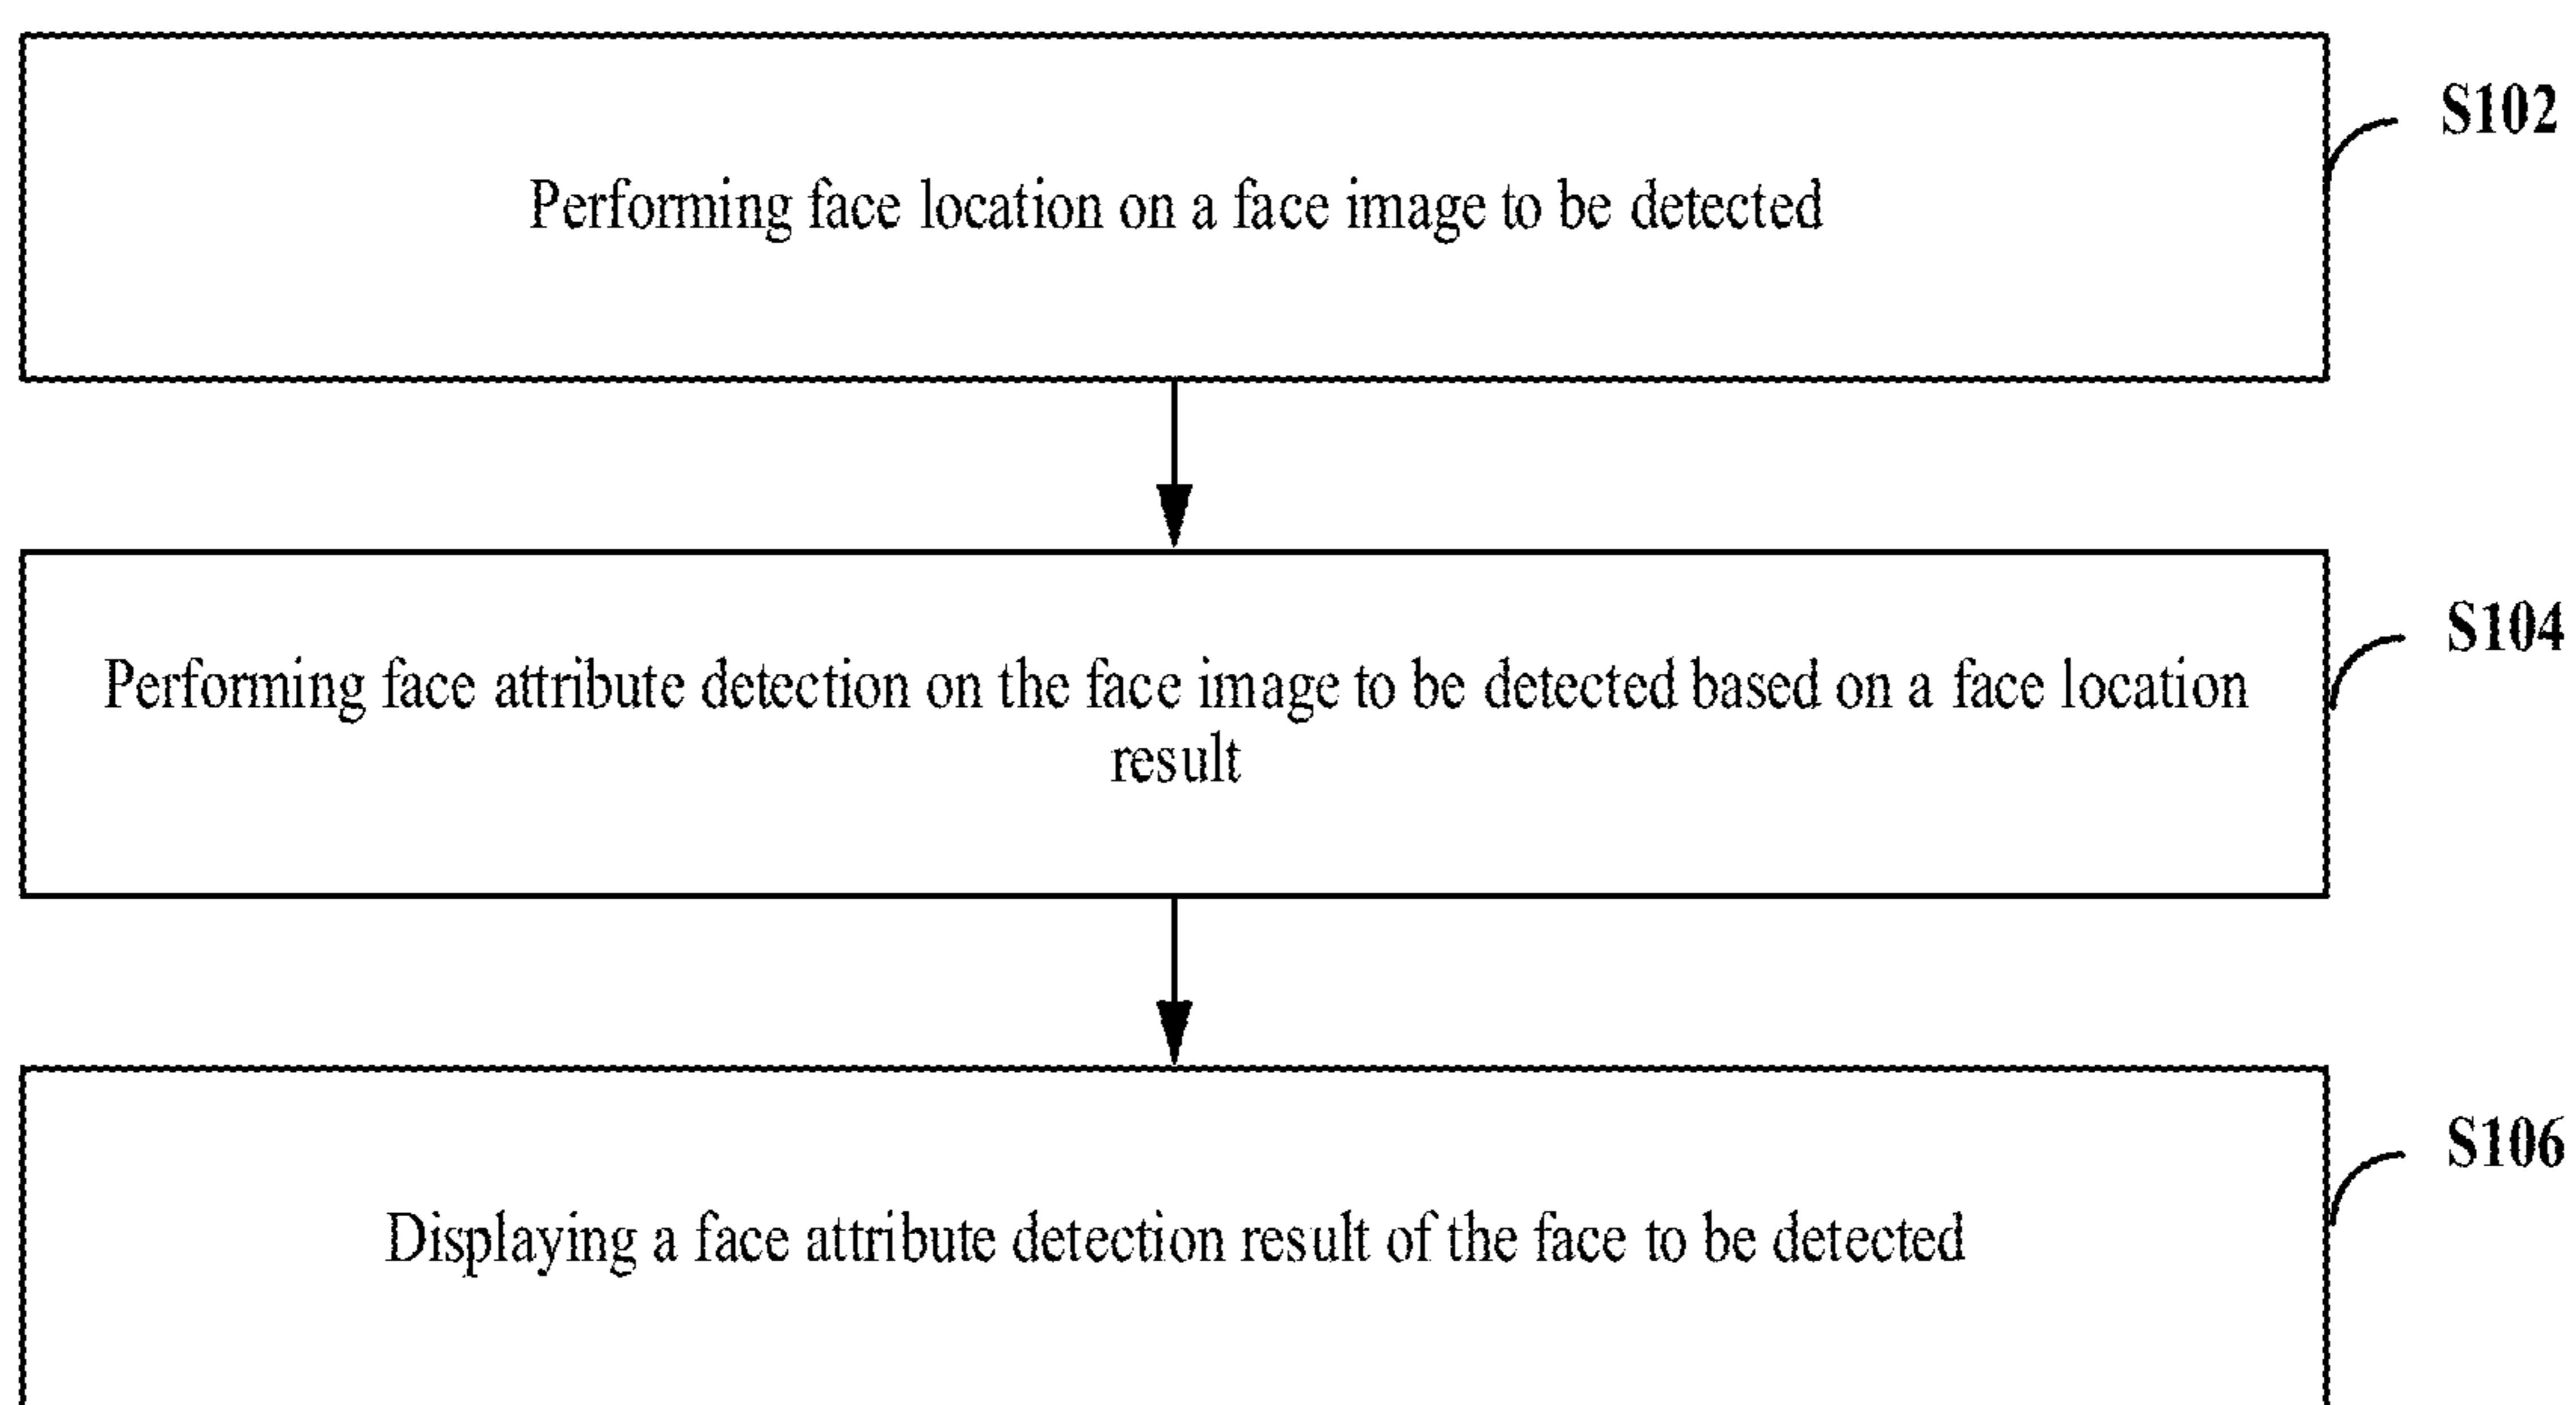 S102
Performing face location on a face image to be detected
S104
Performing face attribute detection on the face image to be detected based on a face location
result
S106
Displaying a face attribute detection result of the face to be detected